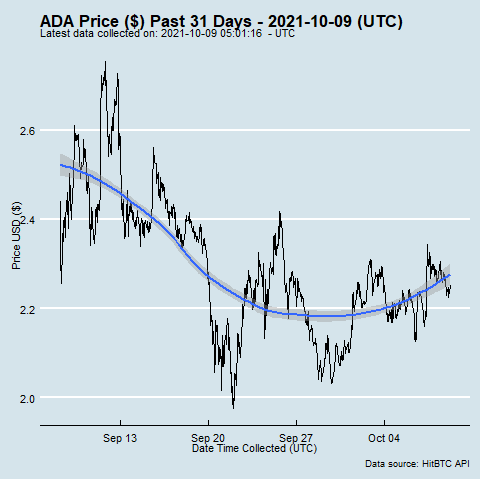 ADA Price ($) Past 31 Days - 2021-10-09 (UTC)
Latest data collected on: 2021-10-09 05:01:16  - UTC
2.6
2.4
2.2
2.0
Price USD ($)
Sep 13
Sep 20
Sep 27
Oct 04
Date Time Collected (UTC)
Data source: HitBTC API